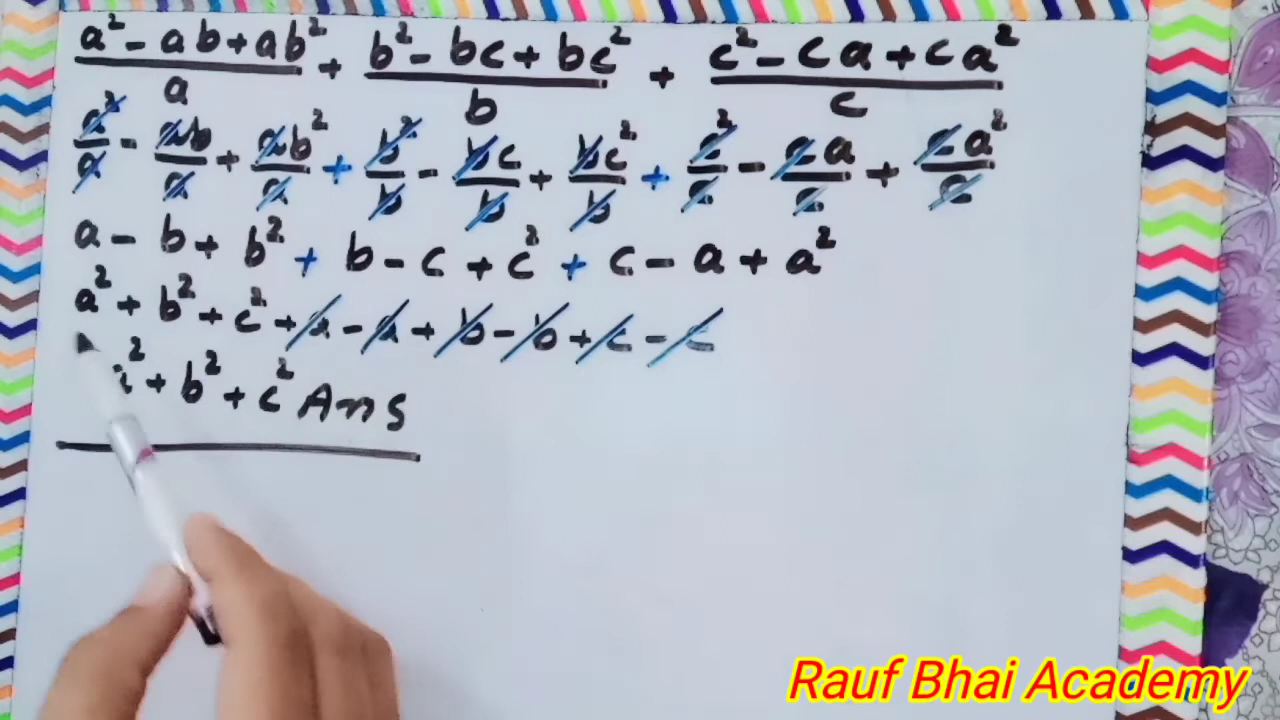 a² - ab + ab² / a + b² - bc + bc² / b + c² - ca + ca² / c
a²/a - ab/a + ab²/a + b²/b - bc/b + bc²/b + c²/c - ca/c + ca²/c
a - b + b² + b - c + c² + c - a + a²
a² + b² + c² + a - a + b - b + c - c
² + b² + c² Ans
Rauf Bhai Academy